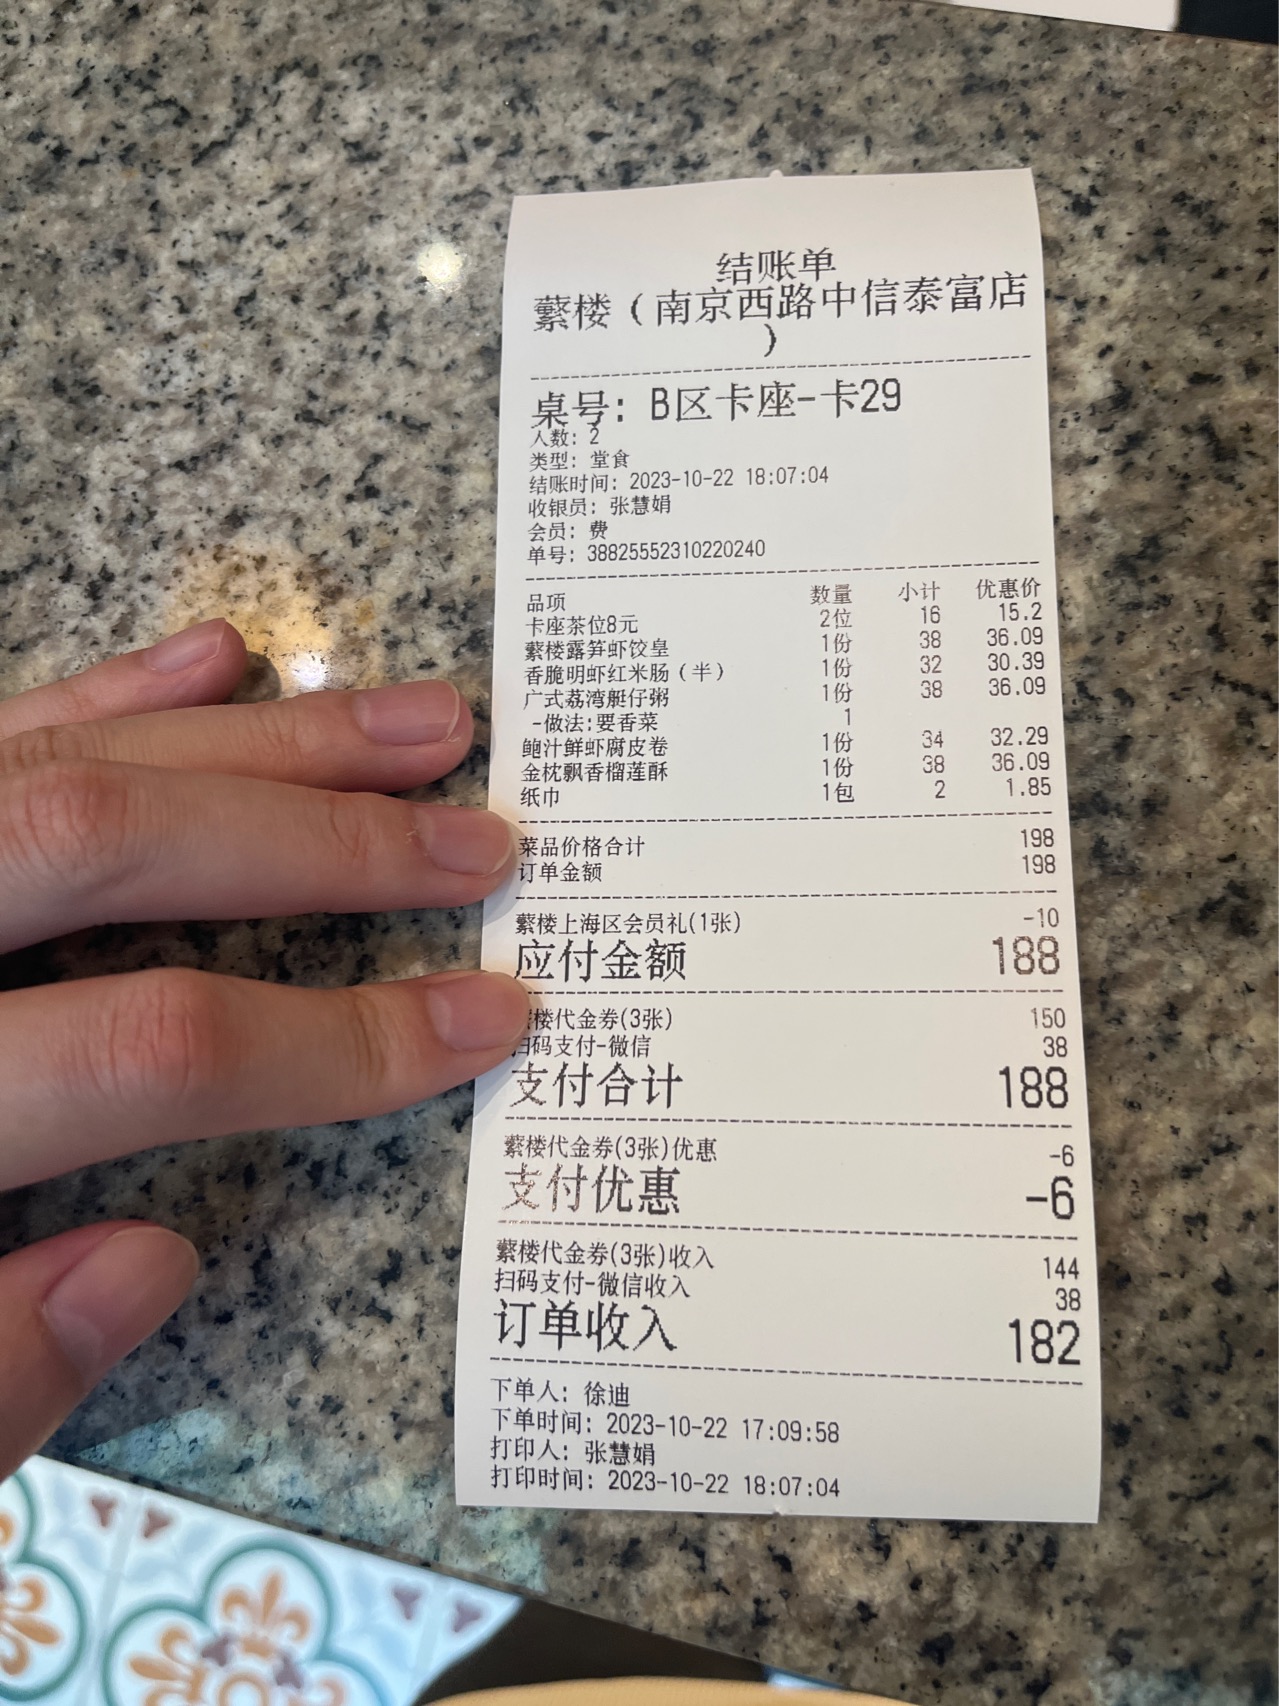 结账单
蘩楼（南京西路中信泰富店
）
桌号: B区卡座-卡29
人数: 2
类型: 堂食
结账时间: 2023-10-22 18:07:04
收银员: 张慧娟
会员: 费
单号: 38825552310220240
品项 数量 小计 优惠价
卡座茶位8元 2位 16 15.2
蘩楼露笋虾饺皇 1份 38 36.09
香脆明虾红米肠（半） 1份 32 30.39
广式荔湾艇仔粥 1份 38 36.09
-做法:要香菜 1
鲍汁鲜虾腐皮卷 1份 34 32.29
金枕飘香榴莲酥 1份 38 36.09
纸巾 1包 2 1.85
菜品价格合计 198
订单金额 198
蘩楼上海区会员礼(1张) -10
应付金额 188
楼代金券(3张) 150
扫码支付-微信 38
支付合计 188
蘩楼代金券(3张)优惠 -6
支付优惠 -6
蘩楼代金券(3张)收入 144
扫码支付-微信收入 38
订单收入 182
下单人: 徐迪
下单时间: 2023-10-22 17:09:58
打印人: 张慧娟
打印时间: 2023-10-22 18:07:04